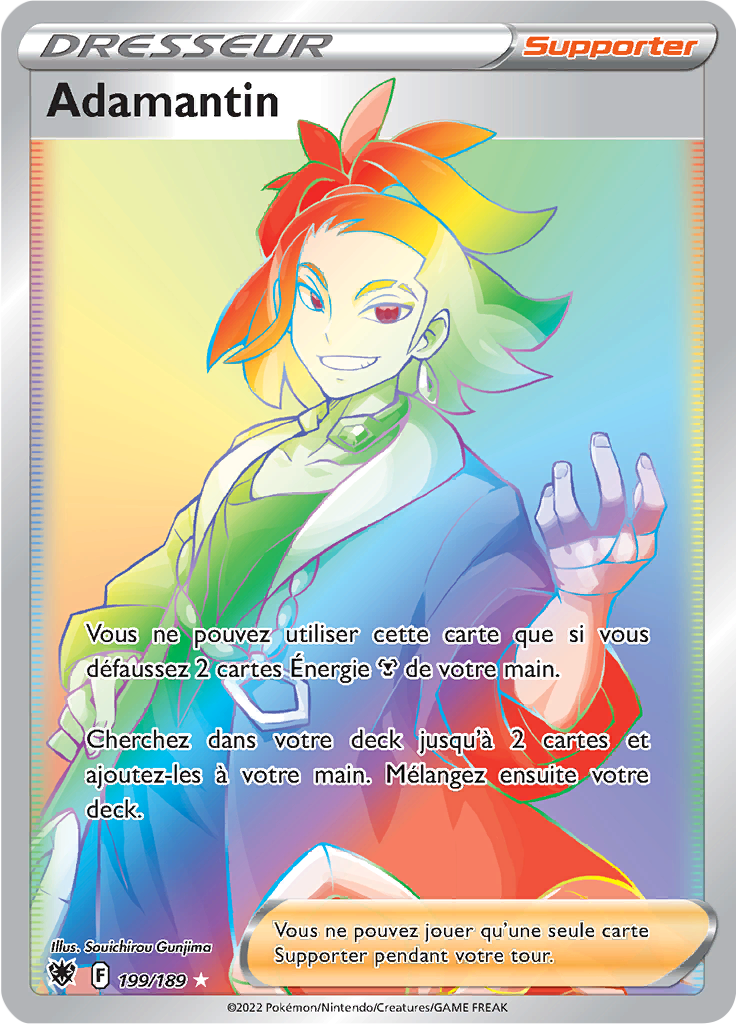 DRESSEUR
Supporter
Adamantin
Vous ne pouvez utiliser cette carte que si vous
défaussez 2 cartes Énergie de votre main.
Cherchez dans votre deck jusqu'à 2 cartes et
ajoutez-les à votre main. Mélangez ensuite votre
deck.
Vous ne pouvez jouer qu'une seule carte
Supporter pendant votre tour.
Illus. Souichirou Gunjima
F 199/189 ★
©2022 Pokémon/Nintendo/Creatures/GAME FREAK